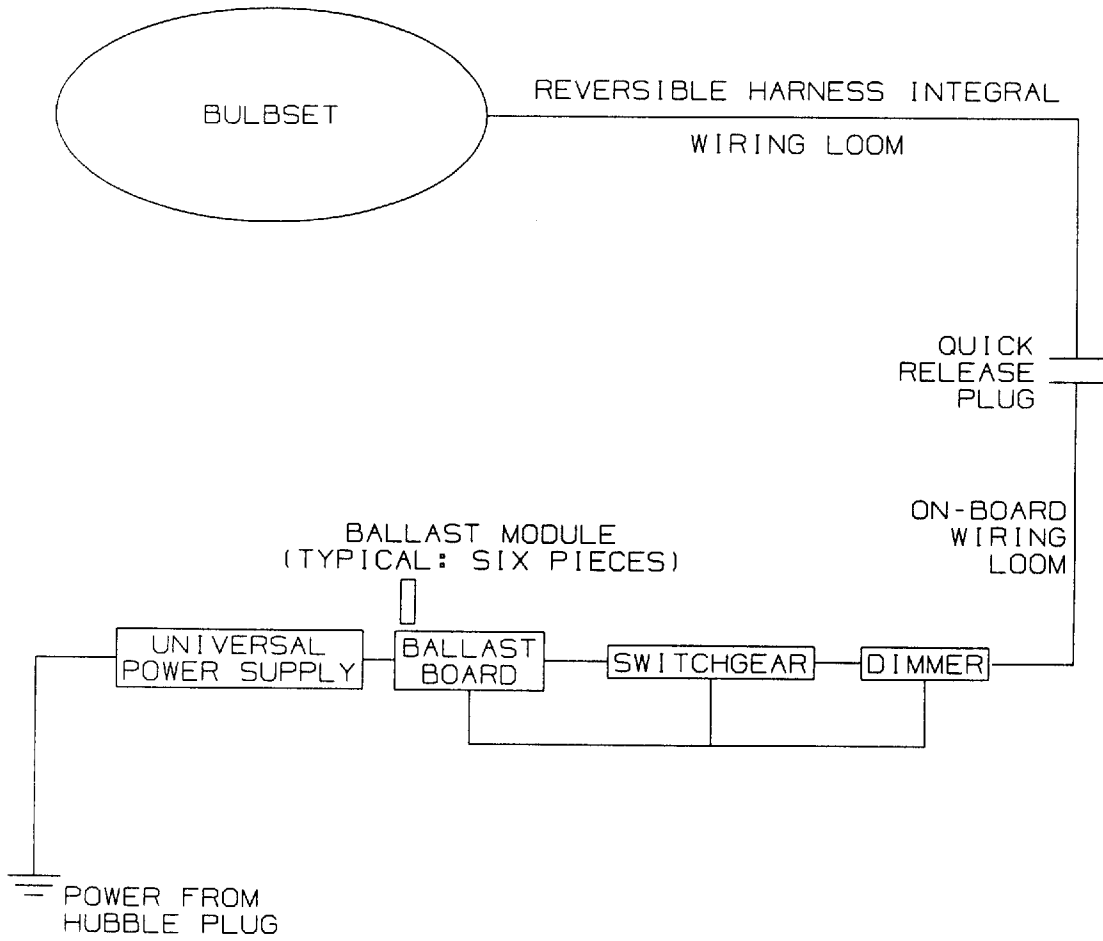 BULBSET
REVERSIBLE HARNESS INTEGRAL
WIRING LOOM
QUICK
RELEASE
PLUG
ON-BOARD
WIRING
LOOM
BALLAST MODULE
(TYPICAL: SIX PIECES)
UNIVERSAL
POWER SUPPLY
BALLAST
BOARD
SWITCHGEAR
DIMMER
POWER FROM
HUBBLE PLUG